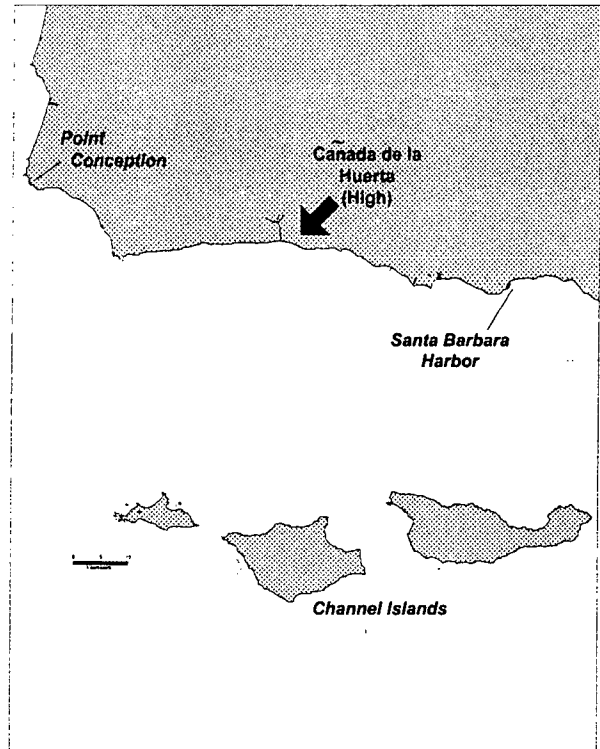 Point
Conception
Cañada de la
Huerta
(High)
Santa Barbara
Harbor
Channel Islands